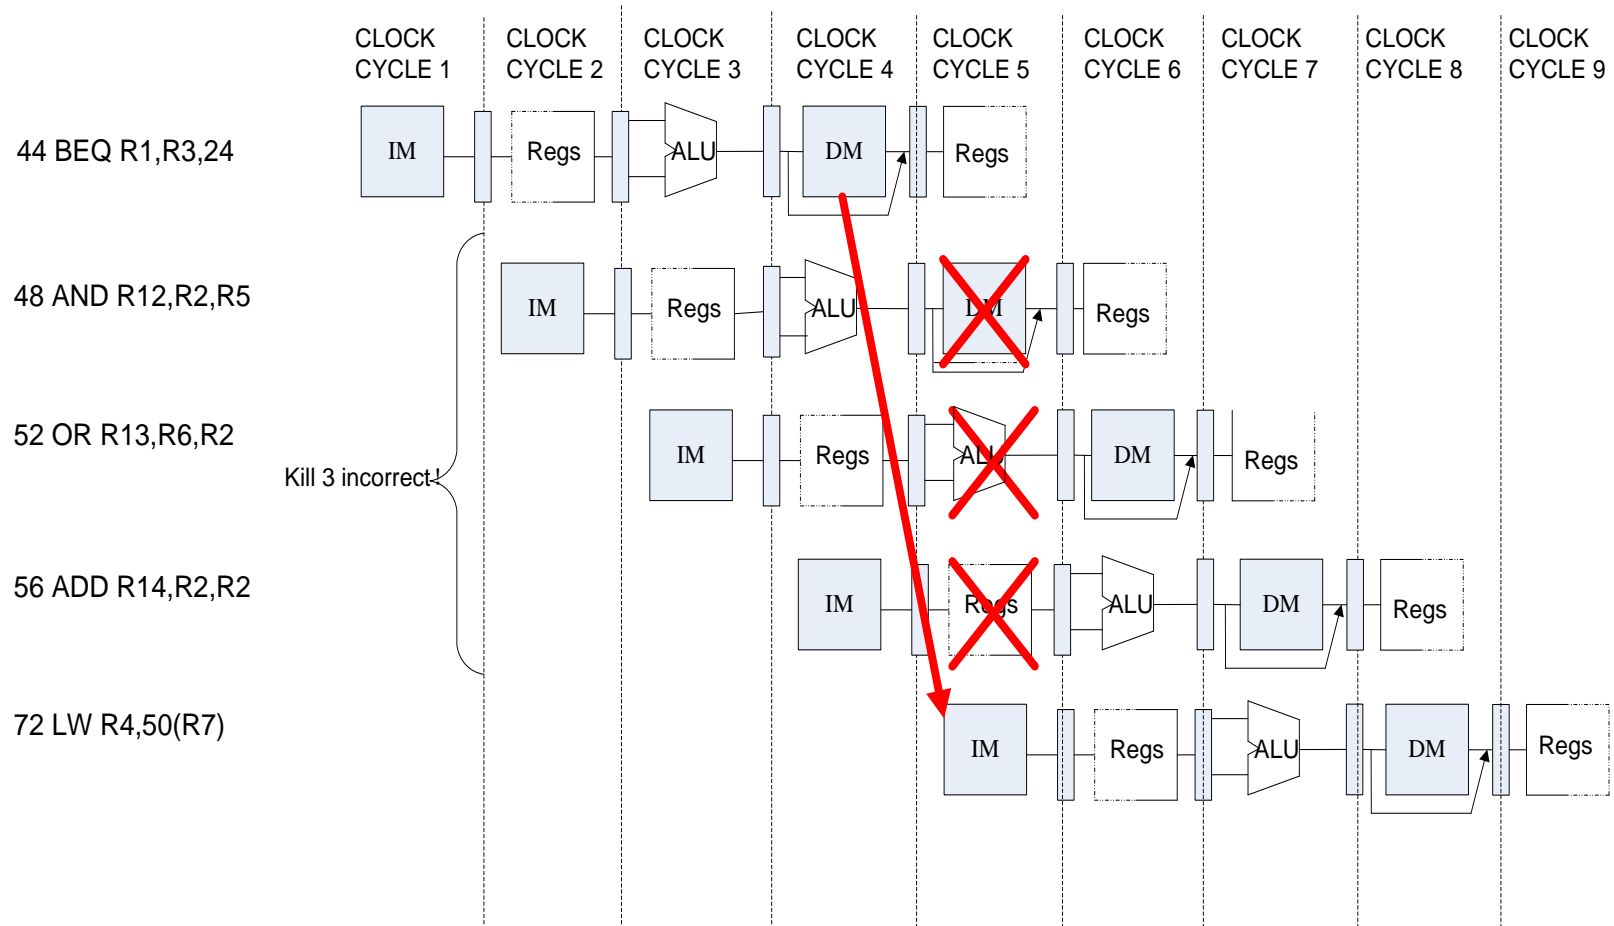 CLOCK CYCLE 1
CLOCK CYCLE 2
CLOCK CYCLE 3
CLOCK CYCLE 4
CLOCK CYCLE 5
CLOCK CYCLE 6
CLOCK CYCLE 7
CLOCK CYCLE 8
CLOCK CYCLE 9
44 BEQ R1,R3,24
IM
Regs
ALU
DM
Regs
48 AND R12,R2,R5
IM
Regs
ALU
DM
Regs
52 OR R13,R6,R2
IM
Regs
ALU
DM
Regs
Kill 3 incorrect!
56 ADD R14,R2,R2
IM
Regs
ALU
DM
Regs
72 LW R4,50(R7)
IM
Regs
ALU
DM
Regs